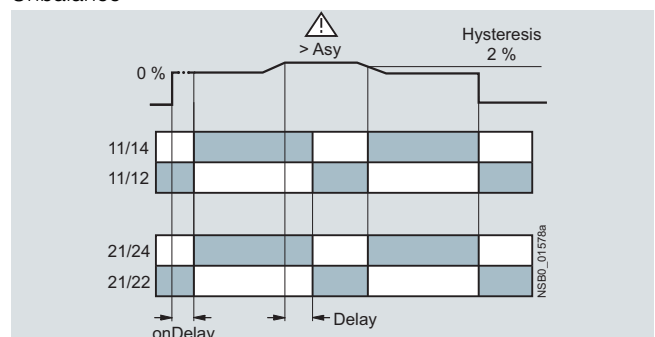 Unbalance
> Asy
Hysteresis
2 %
0 %
11/14
11/12
21/24
21/22
NSB0_01578a
Delay
onDelay